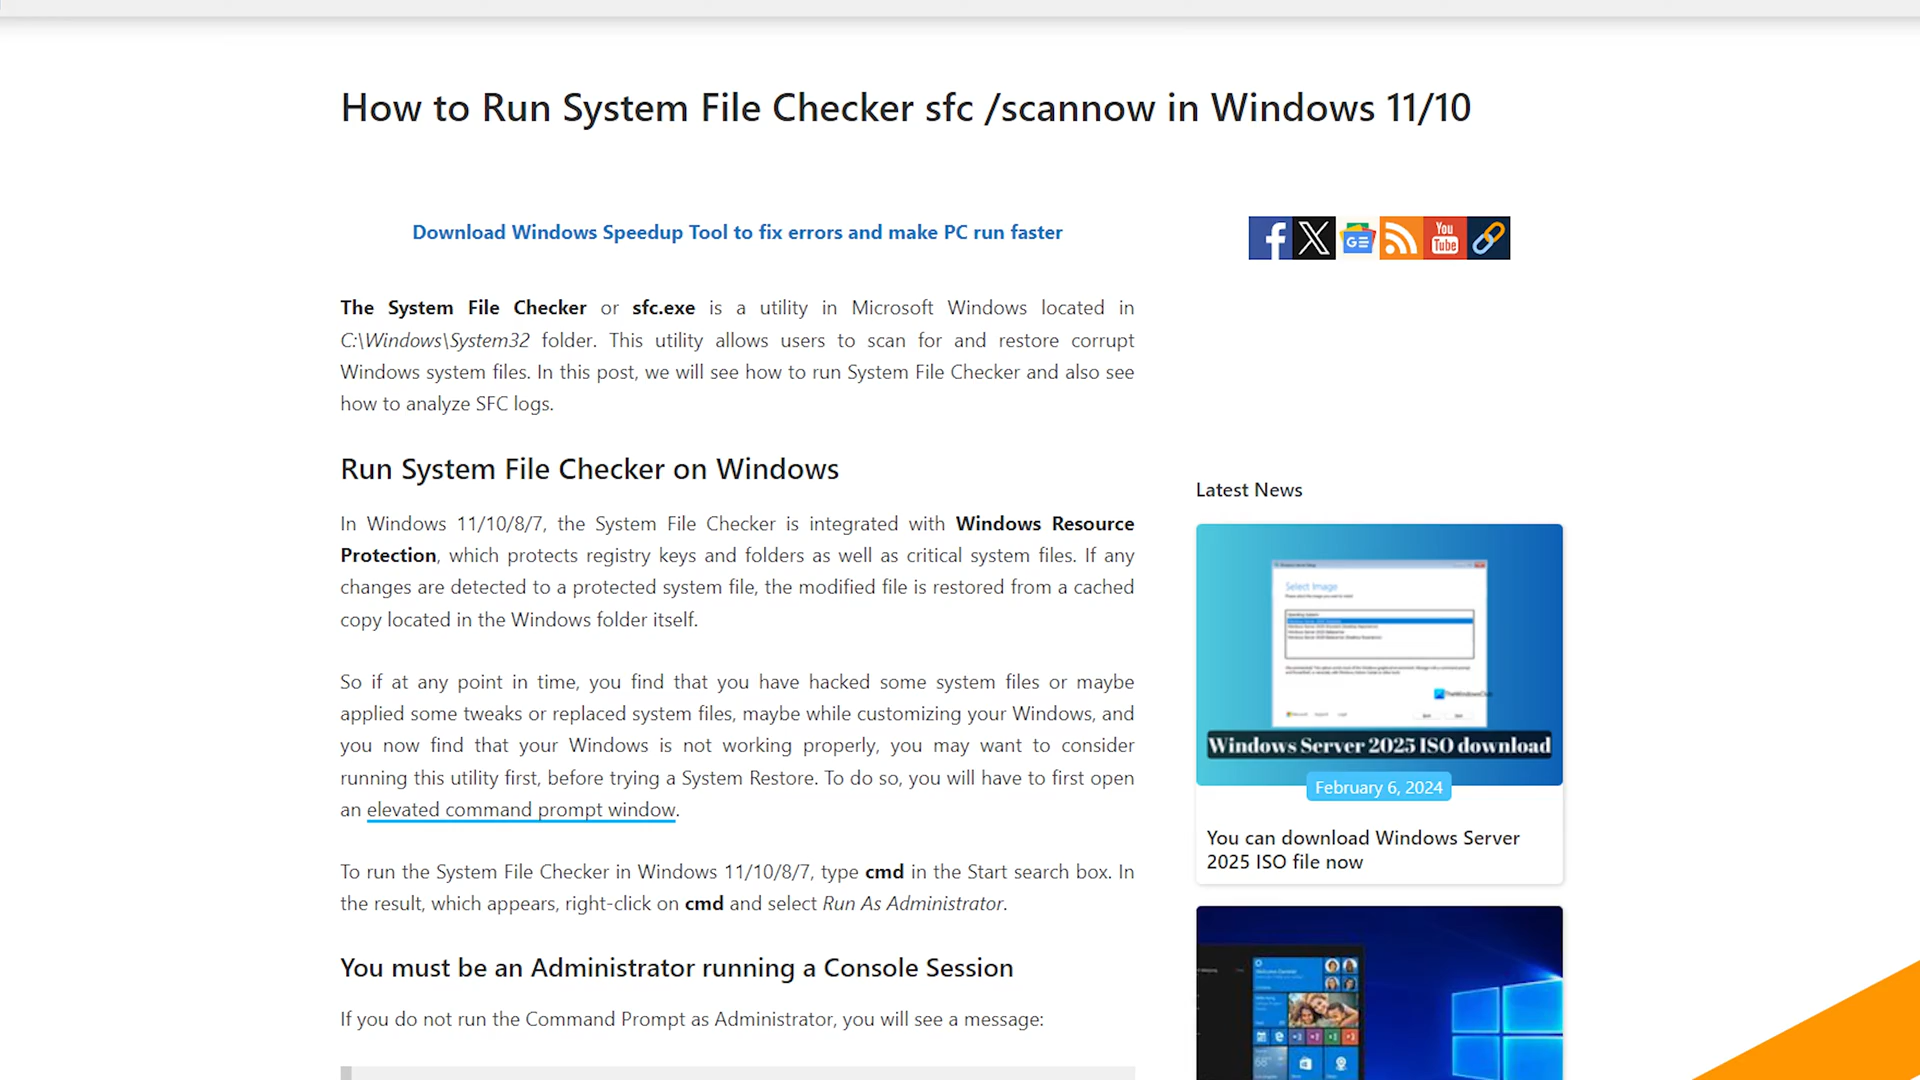 How to Run System File Checker sfc /scannow in Windows 11/10
Download Windows Speedup Tool to fix errors and make PC run faster
You
Tube
The System File Checker or sfc.exe is a utility in Microsoft Windows located in
C:\Windows\System32 folder. This utility allows users to scan for and restore corrupt
Windows system files. In this post, we will see how to run System File Checker and also see
how to analyze SFC logs.
Run System File Checker on Windows
In Windows 11/10/8/7, the System File Checker is integrated with Windows Resource
Protection, which protects registry keys and folders as well as critical system files. If any
changes are detected to a protected system file, the modified file is restored from a cached
copy located in the Windows folder itself.
So if at any point in time, you find that you have hacked some system files or maybe
applied some tweaks or replaced system files, maybe while customizing your Windows, and
you now find that your Windows is not working properly, you may want to consider
running this utility first, before trying a System Restore. To do so, you will have to first open
an elevated command prompt window.
To run the System File Checker in Windows 11/10/8/7, type cmd in the Start search box. In
the result, which appears, right-click on cmd and select Run As Administrator.
You must be an Administrator running a Console Session
If you do not run the Command Prompt as Administrator, you will see a message:
Latest News
Select Image
TheWindowsClub
Windows Server 2025 ISO download
February 6, 2024
You can download Windows Server
2025 ISO file now